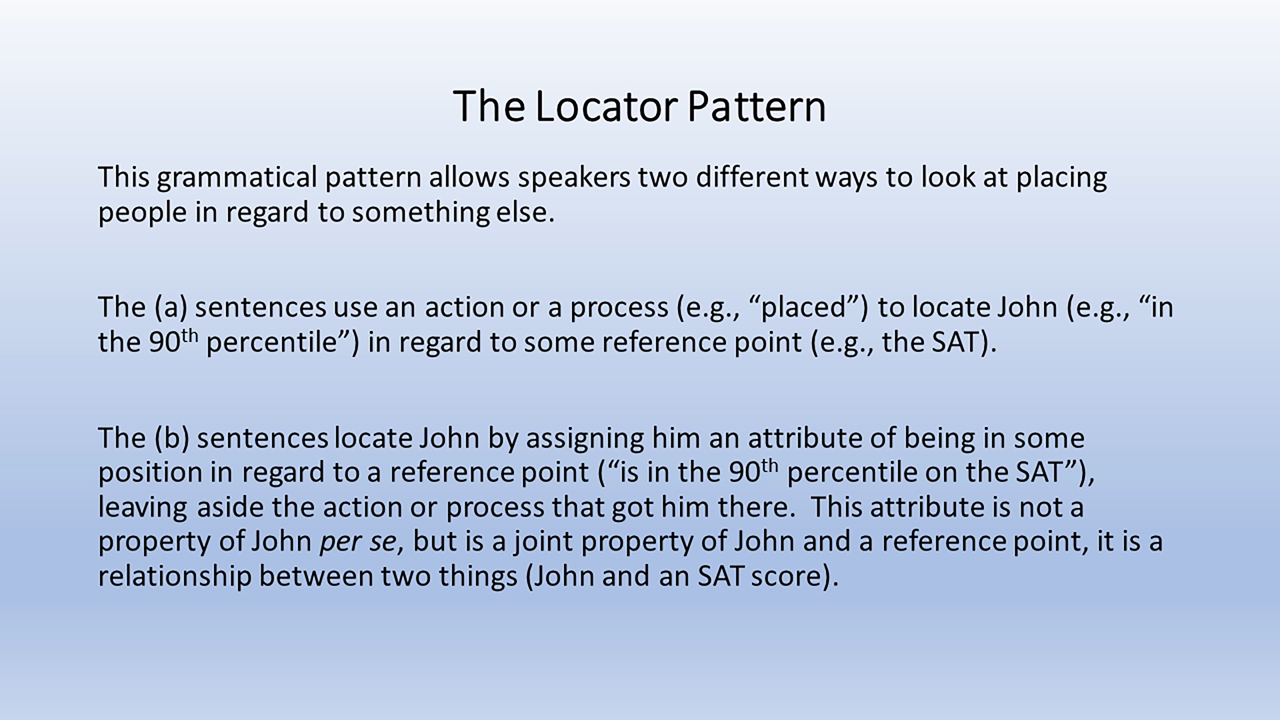 The Locator Pattern
This grammatical pattern allows speakers two different ways to look at placing
people in regard to something else.
The (a) sentences use an action or a process (e.g., “placed”) to locate John (e.g., “in
the 90th percentile”) in regard to some reference point (e.g., the SAT).
The (b) sentences locate John by assigning him an attribute of being in some
position in regard to a reference point (“is in the 90th percentile on the SAT”),
leaving aside the action or process that got him there.  This attribute is not a
property of John per se, but is a joint property of John and a reference point, it is a
relationship between two things (John and an SAT score).